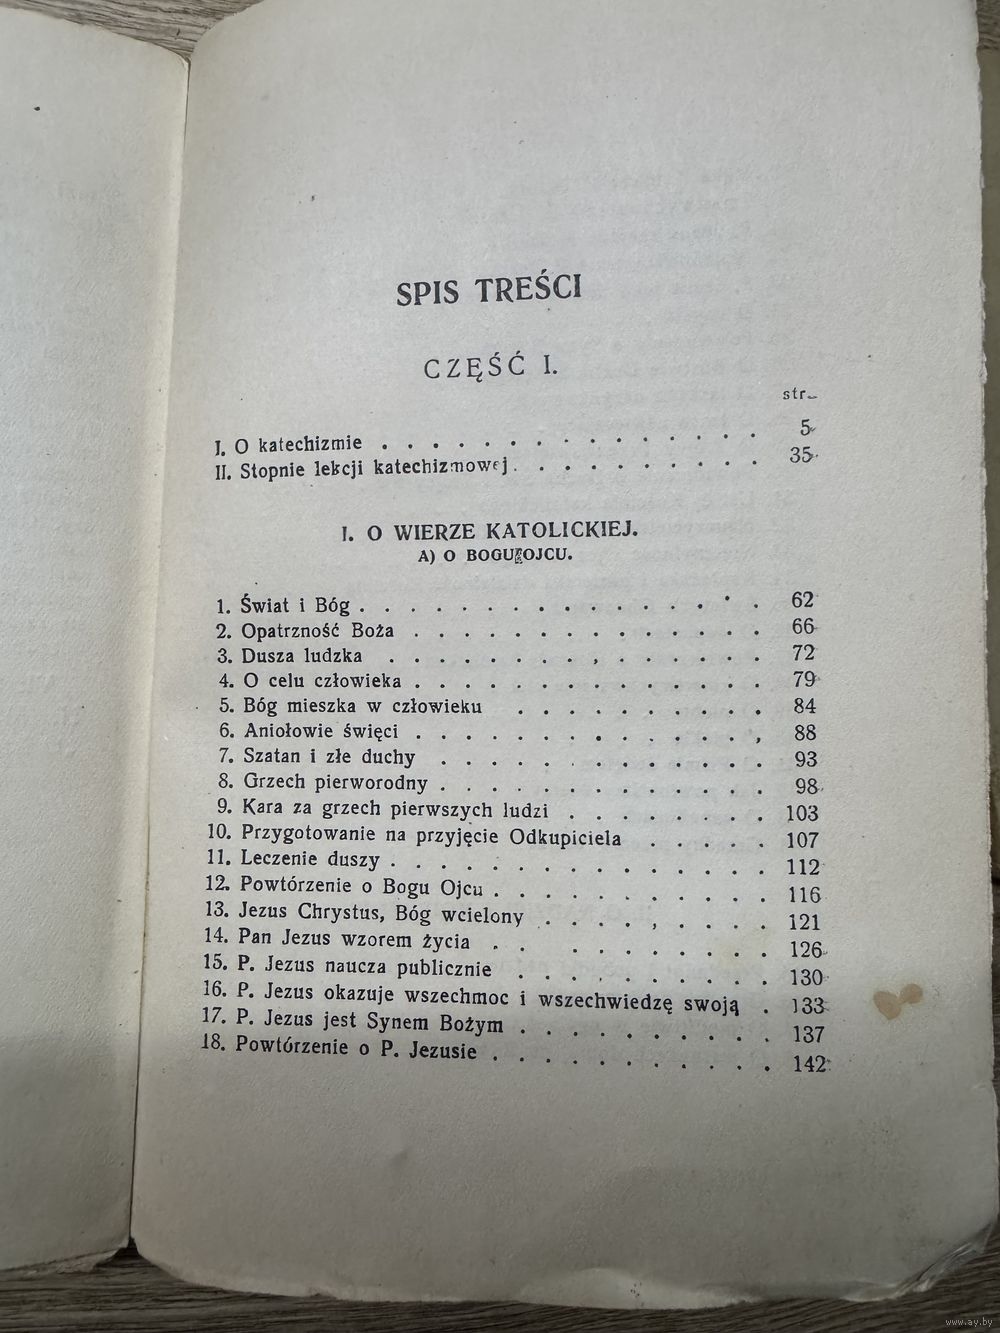 SPIS TREŚCI
CZĘŚĆ I.
str.
I. O katechizmie . . . . . . . . . . . . . . . 5
II. Stopnie lekcji katechizmowej . . . . . . . . . . 35
I. O WIERZE KATOLICKIEJ.
A) O BOGU OJCU.
1. Świat i Bóg . . . . . . . . . . . . . . . . 62
2. Opatrzność Boża . . . . . . . . . . . . . . 66
3. Dusza ludzka . . . . . . . . . . . . . . . 72
4. O celu człowieka . . . . . . . . . . . . . . 79
5. Bóg mieszka w człowieku . . . . . . . . . . 84
6. Aniołowie święci . . . . . . . . . . . . . . 88
7. Szatan i złe duchy . . . . . . . . . . . . . 93
8. Grzech pierworodny . . . . . . . . . . . . . 98
9. Kara za grzech pierwszych ludzi . . . . . . . . 103
10. Przygotowanie na przyjęcie Odkupiciela . . . . . 107
11. Leczenie duszy . . . . . . . . . . . . . . . 112
12. Powtórzenie o Bogu Ojcu . . . . . . . . . . . 116
13. Jezus Chrystus, Bóg wcielony . . . . . . . . . 121
14. Pan Jezus wzorem życia . . . . . . . . . . 126
15. P. Jezus naucza publicznie . . . . . . . . . . 130
16. P. Jezus okazuje wszechmoc i wszechwiedzę swoją . 133
17. P. Jezus jest Synem Bożym . . . . . . . . . . 137
18. Powtórzenie o P. Jezusie . . . . . . . . . . . 142
www.ay.by